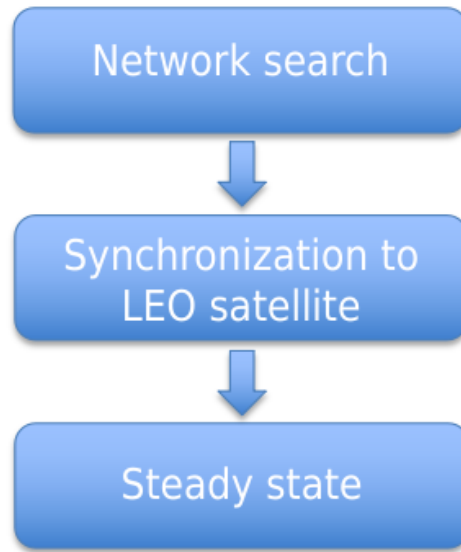 Network search
Synchronization to
LEO satellite
Steady state